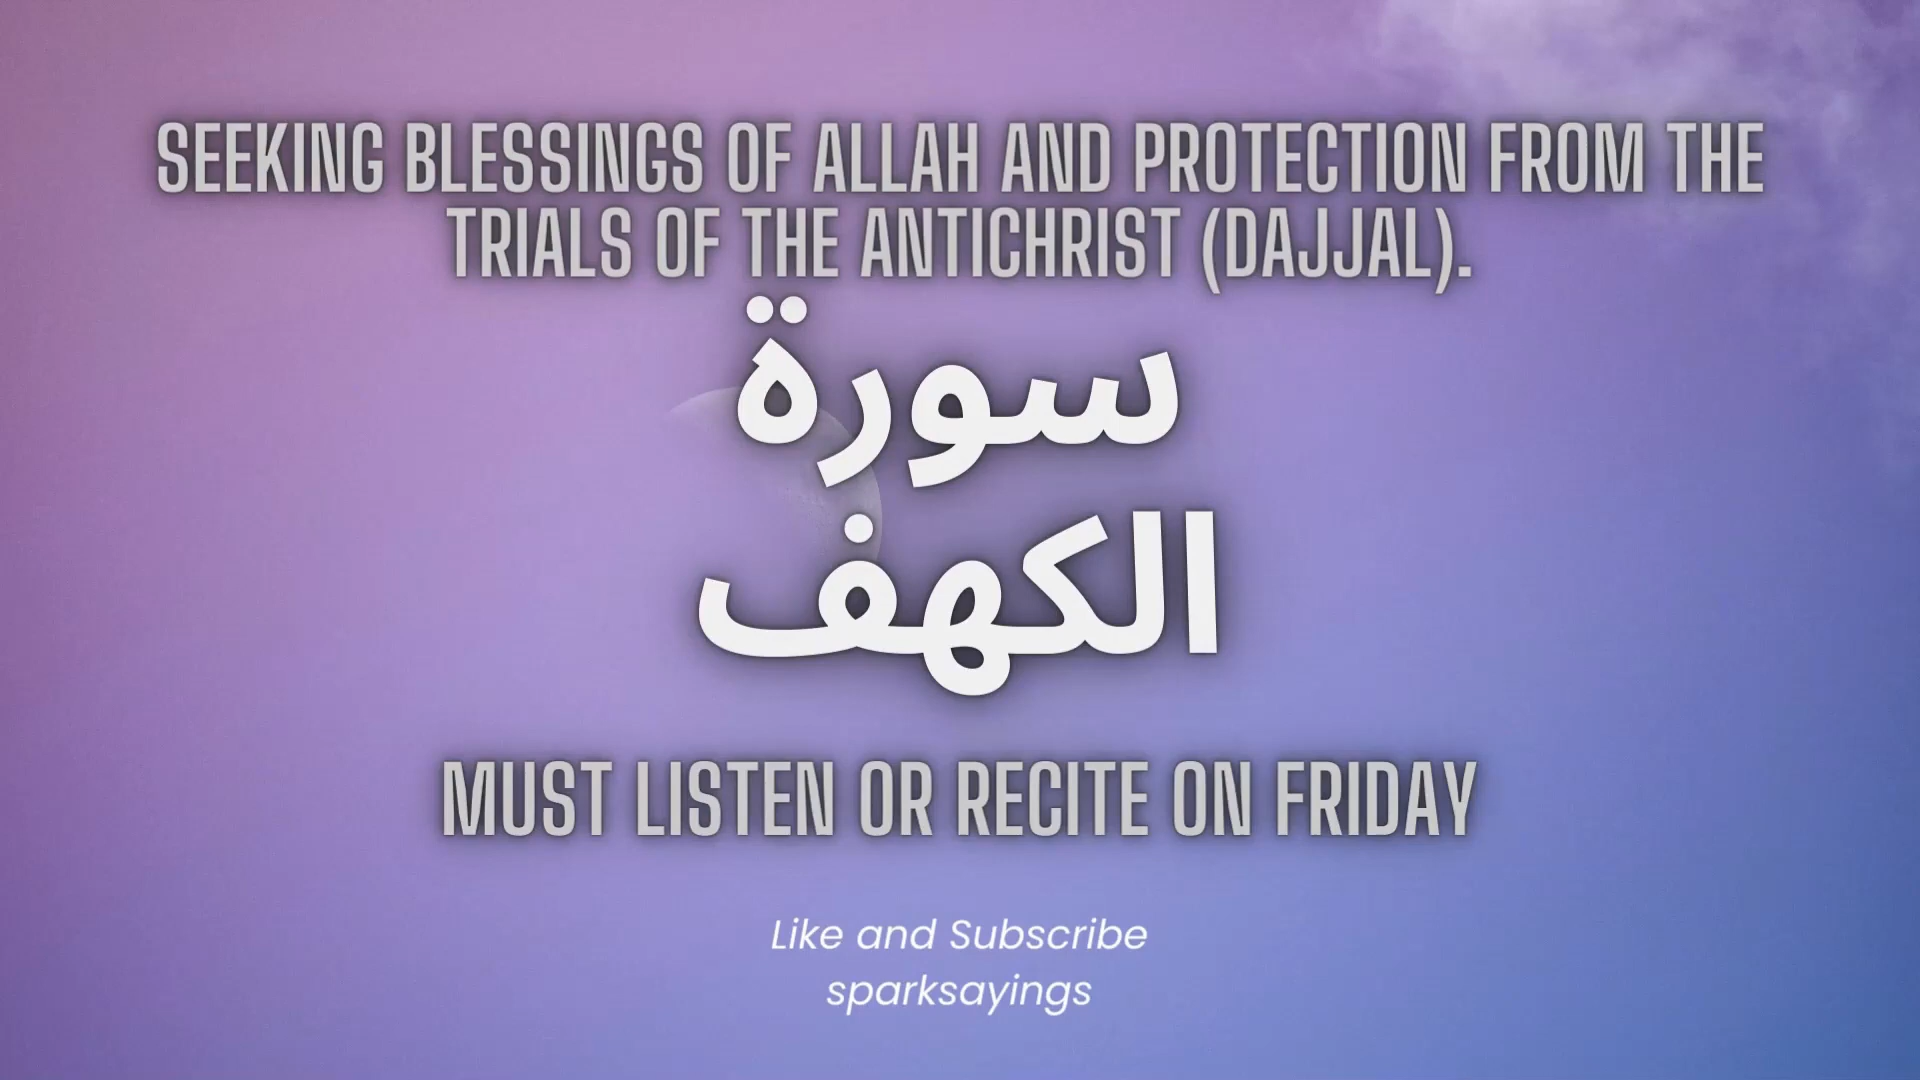 SEEKING BLESSINGS OF ALLAH AND PROTECTION FROM THE
TRIALS OF THE ANTICHRIST (DAJJAL).
سورة
الكهف
MUST LISTEN OR RECITE ON FRIDAY
Like and Subscribe
sparksayings